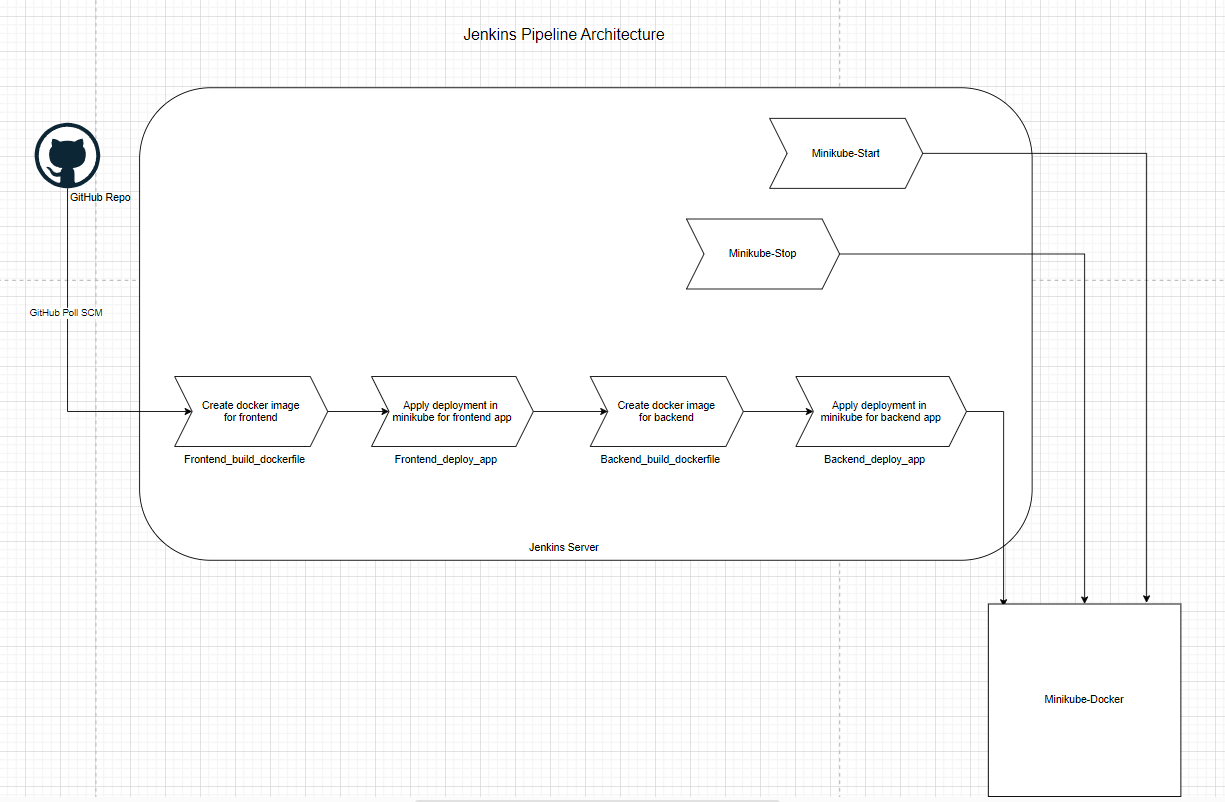 Jenkins Pipeline Architecture
Minikube-Start
GitHub Repo
Minikube-Stop
GitHub Poll SCM
Create docker image
for frontend
Apply deployment in
minikube for frontend app
Create docker image
for backend
Apply deployment in
minikube for backend app
Frontend_build_dockerfile
Frontend_deploy_app
Backend_build_dockerfile
Backend_deploy_app
Jenkins Server
Minikube-Docker